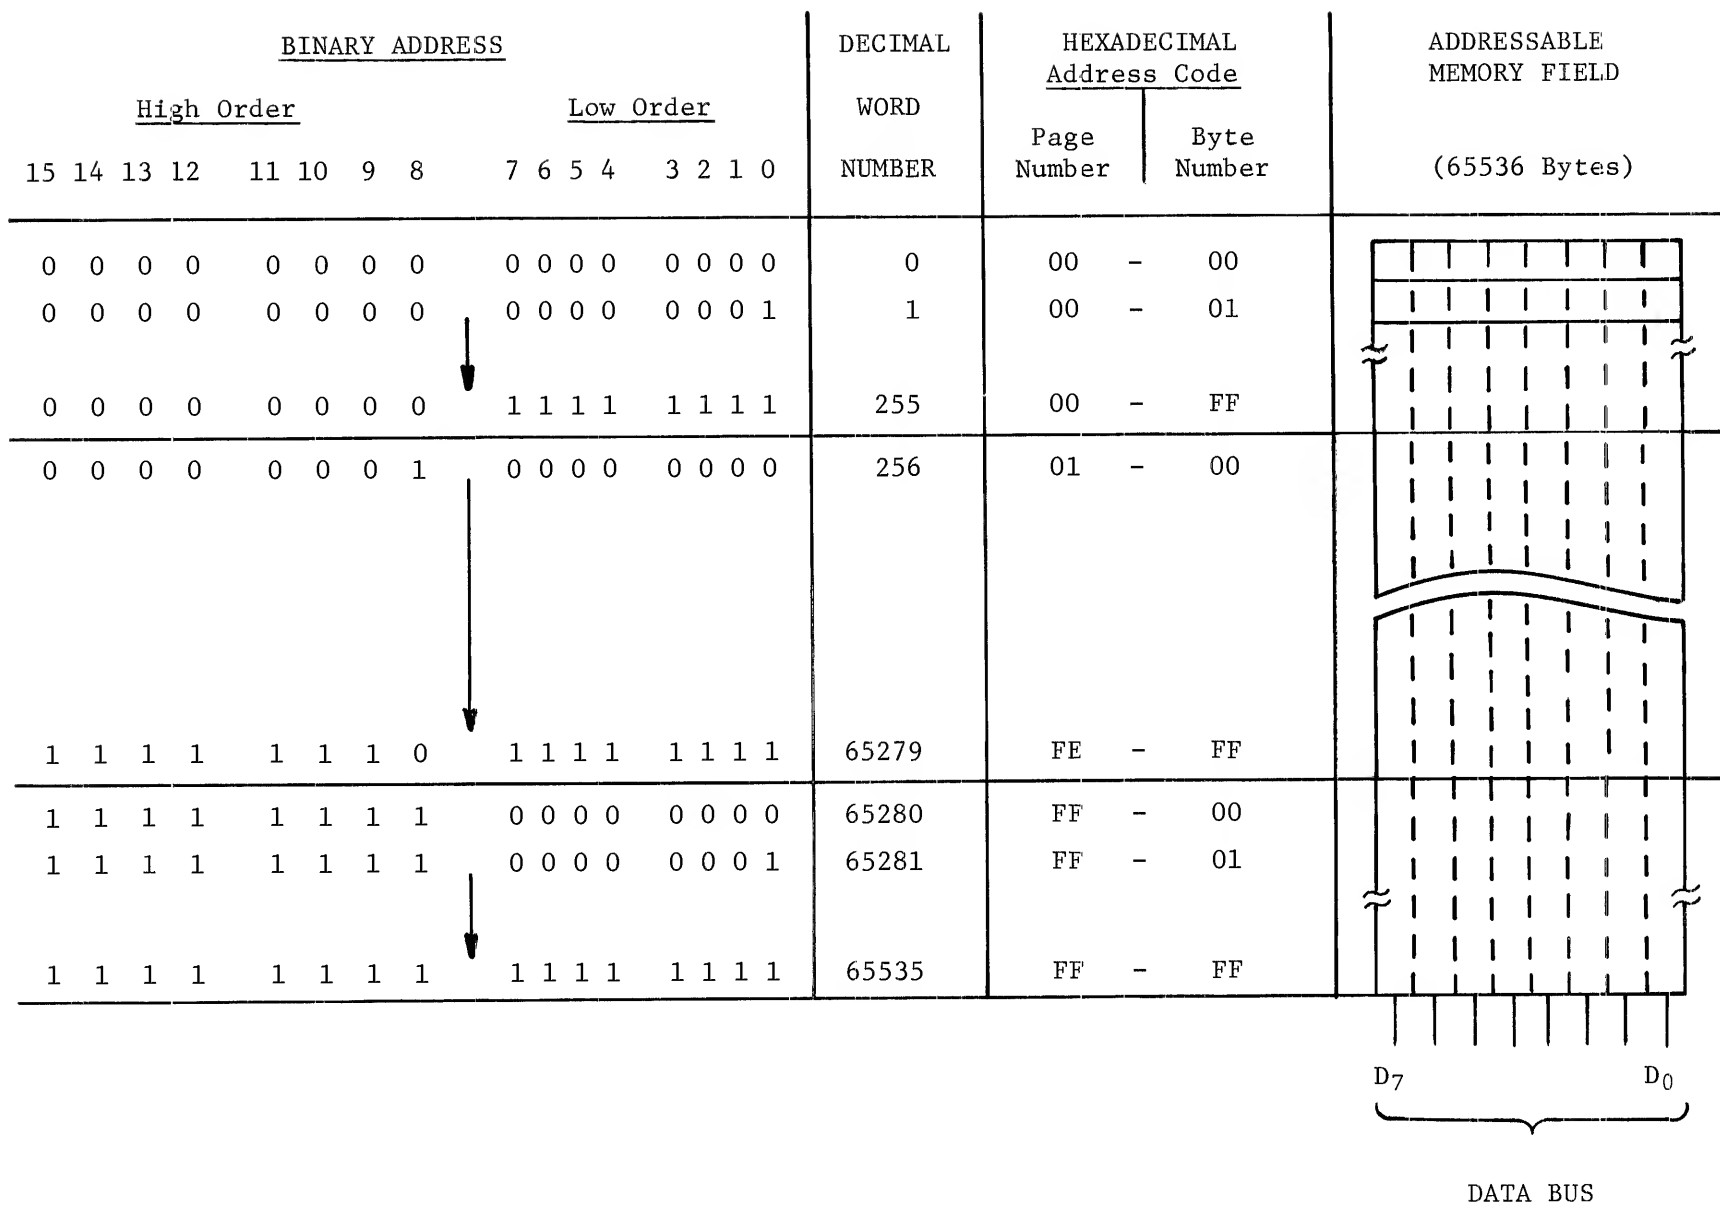 BINARY ADDRESS DECIMAL HEXADECIMAL ADDRESSABLE
Address Code MEMORY FIELD
High Order Low Order WORD
Page Byte
15 14 13 12 11 10 9 8 7 6 5 4 3 2 1 0 NUMBER Number Number (65536 Bytes)
0 0 0 0 0 0 0 0 0 0 0 0 0 0 0 0 0 00 - 00
0 0 0 0 0 0 0 0 0 0 0 0 0 0 0 1 1 00 - 01
0 0 0 0 0 0 0 0 1 1 1 1 1 1 1 1 255 00 - FF
0 0 0 0 0 0 0 1 0 0 0 0 0 0 0 0 256 01 - 00
1 1 1 1 1 1 1 0 1 1 1 1 1 1 1 1 65279 FE - FF
1 1 1 1 1 1 1 1 0 0 0 0 0 0 0 0 65280 FF - 00
1 1 1 1 1 1 1 1 0 0 0 0 0 0 0 1 65281 FF - 01
1 1 1 1 1 1 1 1 1 1 1 1 1 1 1 1 65535 FF - FF
D7 D0
DATA BUS